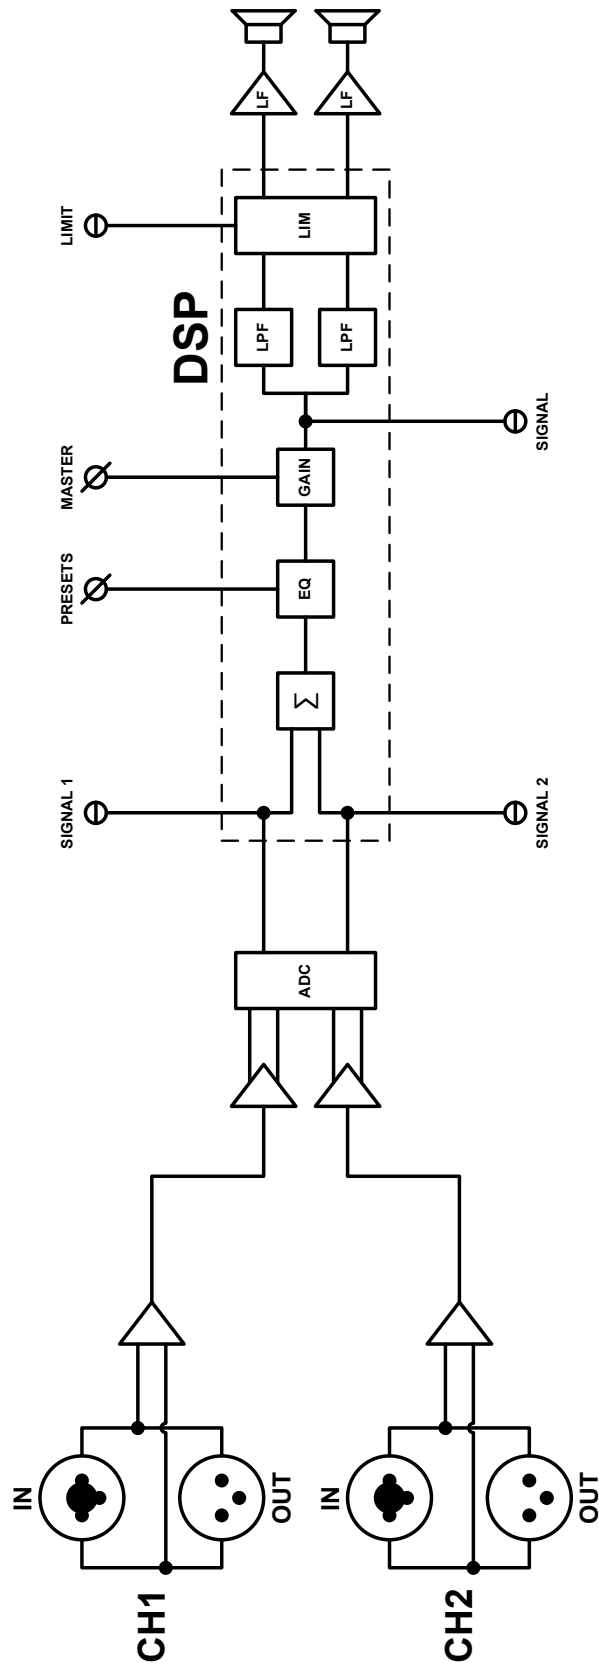 CH1
IN
OUT
CH2
IN
OUT
ADC
SIGNAL 1
SIGNAL 2
DSP
Σ
PRESETS
EQ
MASTER
GAIN
SIGNAL
LPF
LPF
LIMIT
LIM
LF
LF